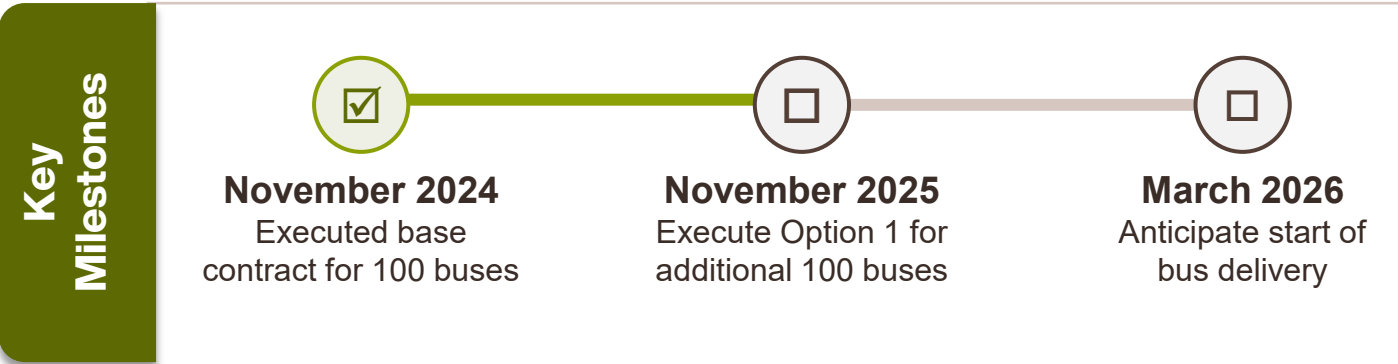 Key
Milestones
☑
☐
☐
November 2024
Executed base
contract for 100 buses
November 2025
Execute Option 1 for
additional 100 buses
March 2026
Anticipate start of
bus delivery